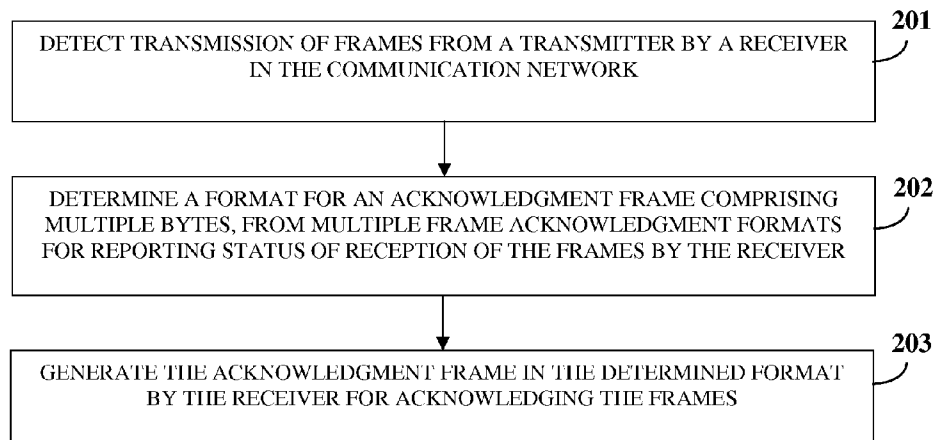 201
DETECT TRANSMISSION OF FRAMES FROM A TRANSMITTER BY A RECEIVER
IN THE COMMUNICATION NETWORK
202
DETERMINE A FORMAT FOR AN ACKNOWLEDGMENT FRAME COMPRISING
MULTIPLE BYTES, FROM MULTIPLE FRAME ACKNOWLEDGMENT FORMATS
FOR REPORTING STATUS OF RECEPTION OF THE FRAMES BY THE RECEIVER
203
GENERATE THE ACKNOWLEDGMENT FRAME IN THE DETERMINED FORMAT
BY THE RECEIVER FOR ACKNOWLEDGING THE FRAMES